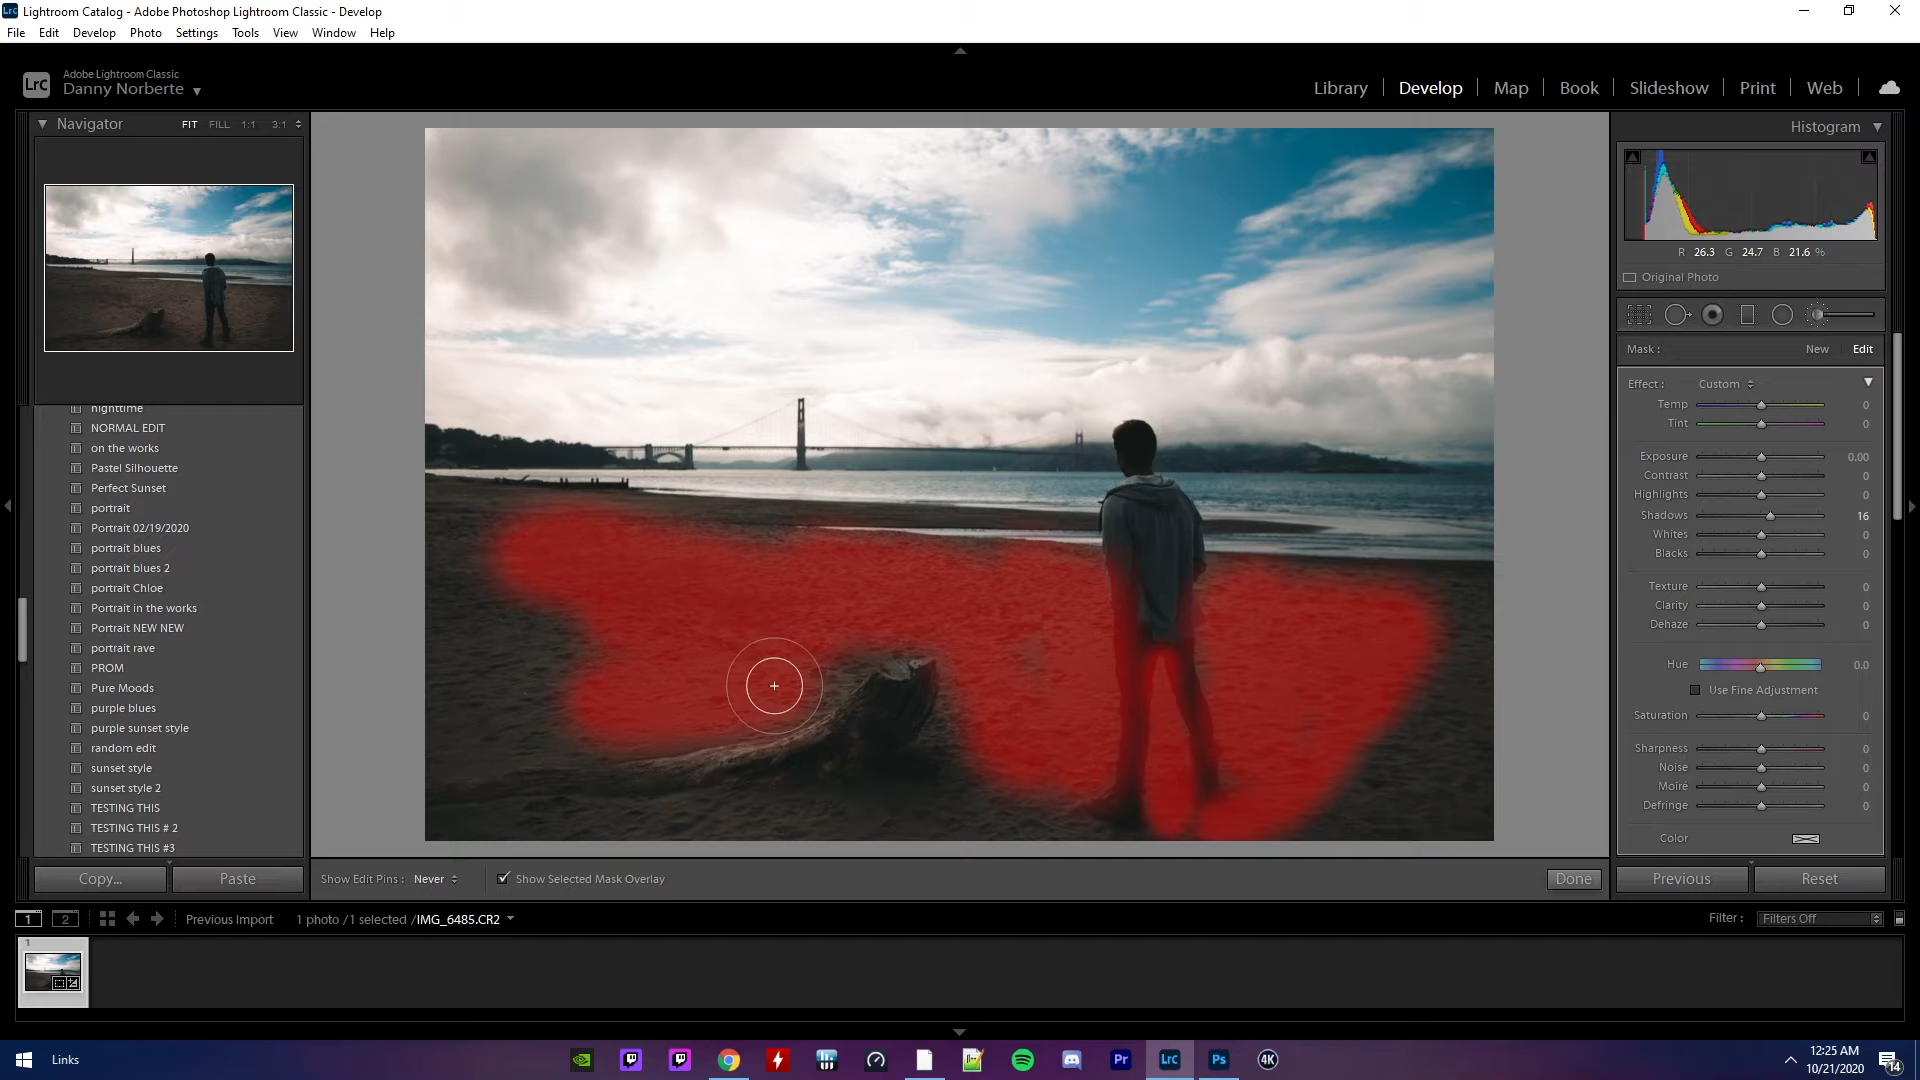 Lightroom Catalog - Adobe Photoshop Lightroom Classic - Develop
File Edit Develop Photo Settings Tools View Window Help
LrC
Adobe Lightroom Classic
Danny Norberte
Library Develop Map Book Slideshow Print Web
Navigator FIT FILL 1:1 3:1
nighttime
NORMAL EDIT
on the works
Pastel Silhouette
Perfect Sunset
portrait
Portrait 02/19/2020
portrait blues
portrait blues 2
portrait Chloe
Portrait in the works
Portrait NEW NEW
portrait rave
PROM
Pure Moods
purple blues
purple sunset style
random edit
sunset style
sunset style 2
TESTING THIS
TESTING THIS # 2
TESTING THIS #3
Copy... Paste
Histogram
R 26.3 G 24.7 B 21.6 %
Original Photo
Mask : New Edit
Effect : Custom
Temp 0
Tint 0
Exposure 0.00
Contrast 0
Highlights 0
Shadows 16
Whites 0
Blacks 0
Texture 0
Clarity 0
Dehaze 0
Hue 0.0
Use Fine Adjustment
Saturation 0
Sharpness 0
Noise 0
Moiré 0
Defringe 0
Color
Show Edit Pins : Never Show Selected Mask Overlay Done
Previous Reset
1 2 Previous Import 1 photo / 1 selected / IMG_6485.CR2 Filter : Filters Off
1
Links
Pr LrC Ps 4K
12:25 AM
10/21/2020
14